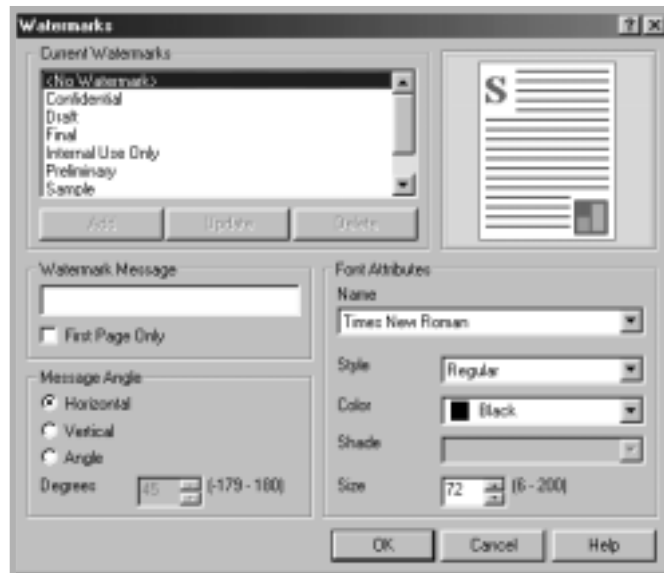 Watermarks
Current Watermarks
<No Watermark>
Confidential
Draft
Final
Internal Use Only
Preliminary
Sample
Add
Update
Delete
S
Watermark Message
First Page Only
Message Angle
Horizontal
Vertical
Angle
Degrees 45 (-179 - 180)
Font Attributes
Name
Times New Roman
Style Regular
Color Black
Shade
Size 72 (6 - 200)
OK
Cancel
Help